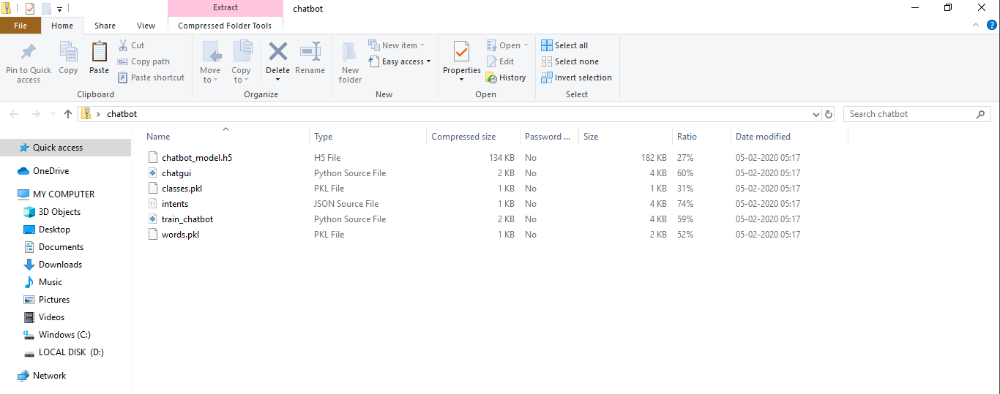 Extract
chatbot
File Home Share View Compressed Folder Tools
Pin to Quick access
Copy
Paste
Cut
Copy path
Paste shortcut
Clipboard
Move to
Copy to
Delete
Rename
Organize
New folder
New item
Easy access
New
Properties
Open
Edit
History
Open
Select all
Select none
Invert selection
Select
chatbot
Search chatbot
Name Type Compressed size Password ... Size Ratio Date modified
chatbot_model.h5 H5 File 134 KB No 182 KB 27% 05-02-2020 05:17
chatgui Python Source File 2 KB No 4 KB 60% 05-02-2020 05:17
classes.pkl PKL File 1 KB No 1 KB 31% 05-02-2020 05:17
intents JSON Source File 1 KB No 4 KB 74% 05-02-2020 05:17
train_chatbot Python Source File 2 KB No 4 KB 59% 05-02-2020 05:17
words.pkl PKL File 1 KB No 2 KB 52% 05-02-2020 05:17
Quick access
OneDrive
MY COMPUTER
3D Objects
Desktop
Documents
Downloads
Music
Pictures
Videos
Windows (C:)
LOCAL DISK (D:)
Network